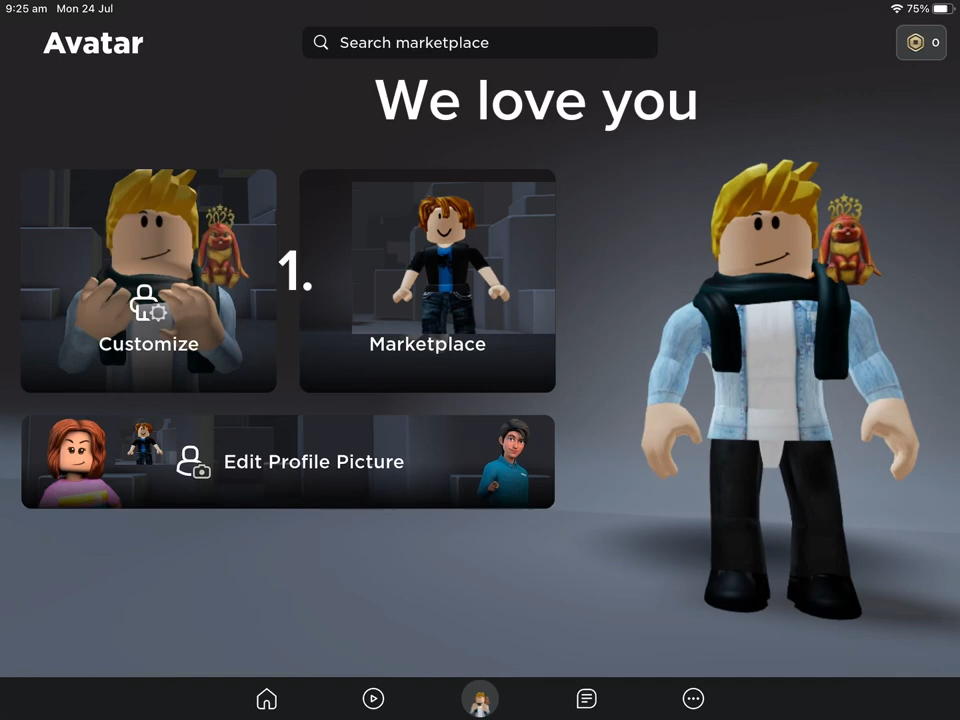 9:25 am Mon 24 Jul
75%
Avatar
Search marketplace
0
We love you
2023
2023
1.
Customize
Marketplace
Edit Profile Picture